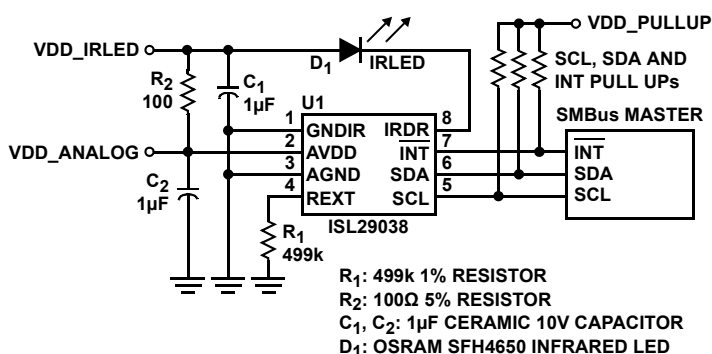 VDD_PULLUP
VDD_IRLED
D1
IRLED
SCL, SDA AND
INT PULL UPs
R2
100
C1
1µF
U1
SMBus MASTER
1
GNDIR
IRDR
8
2
AVDD
INT
7
INT
VDD_ANALOG
3
AGND
SDA
6
SDA
4
REXT
SCL
5
SCL
C2
1µF
ISL29038
R1
499k
R1: 499k 1% RESISTOR
R2: 100Ω 5% RESISTOR
C1, C2: 1µF CERAMIC 10V CAPACITOR
D1: OSRAM SFH4650 INFRARED LED